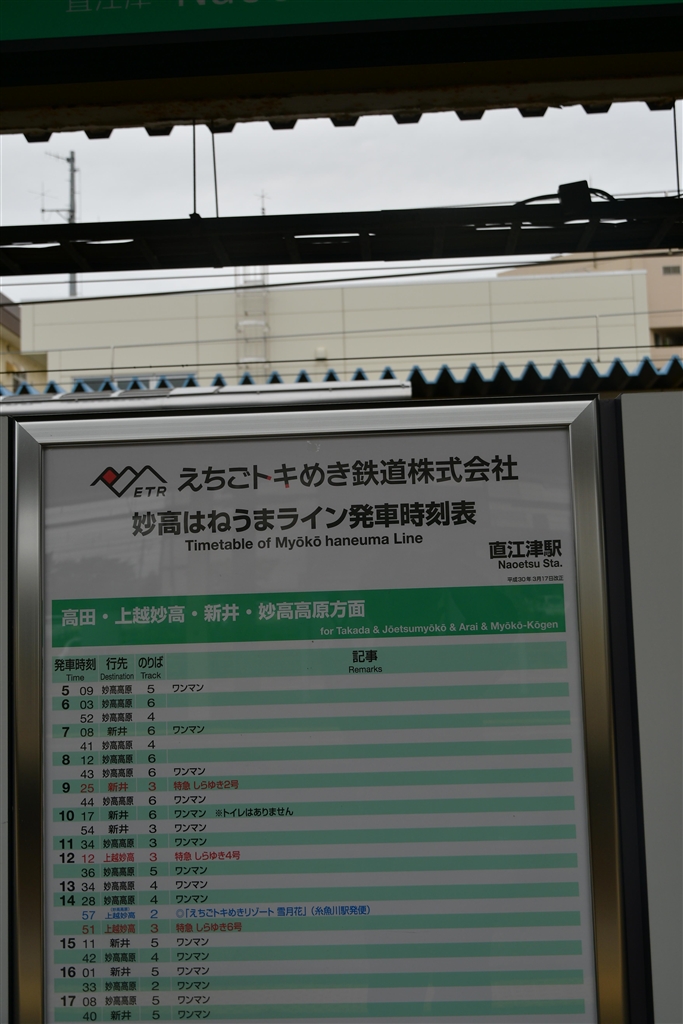 直江津 Naoe
ETR えちごトキめき鉄道株式会社
妙高はねうまライン発車時刻表
Timetable of Myōkō haneuma Line
直江津駅
Naoetsu Sta.
平成30年3月17日改正
高田・上越妙高・新井・妙高高原方面
for Takada & Jōetsumyōkō & Arai & Myōkō-Kōgen
発車時刻 行先 のりば 記事
Time Destination Track Remarks
5 09 妙高高原 5 ワンマン
6 03 妙高高原 6
52 妙高高原 4
7 08 新井 6 ワンマン
41 妙高高原 4
8 12 妙高高原 6
43 妙高高原 6 ワンマン
9 25 新井 3 特急 しらゆき2号
44 妙高高原 6 ワンマン
10 17 新井 6 ワンマン ※トイレはありません
54 新井 3 ワンマン
11 34 妙高高原 3 ワンマン
12 12 上越妙高 3 特急 しらゆき4号
36 妙高高原 5 ワンマン
13 34 妙高高原 4 ワンマン
14 28 妙高高原 4 ワンマン
57 上越妙高 2 ◎「えちごトキめきリゾート 雪月花」(糸魚川駅発便)
51 上越妙高 3 特急 しらゆき6号
15 11 新井 5 ワンマン
42 妙高高原 4 ワンマン
16 01 新井 5 ワンマン
33 妙高高原 2 ワンマン
17 08 妙高高原 5 ワンマン
40 新井 5 ワンマン